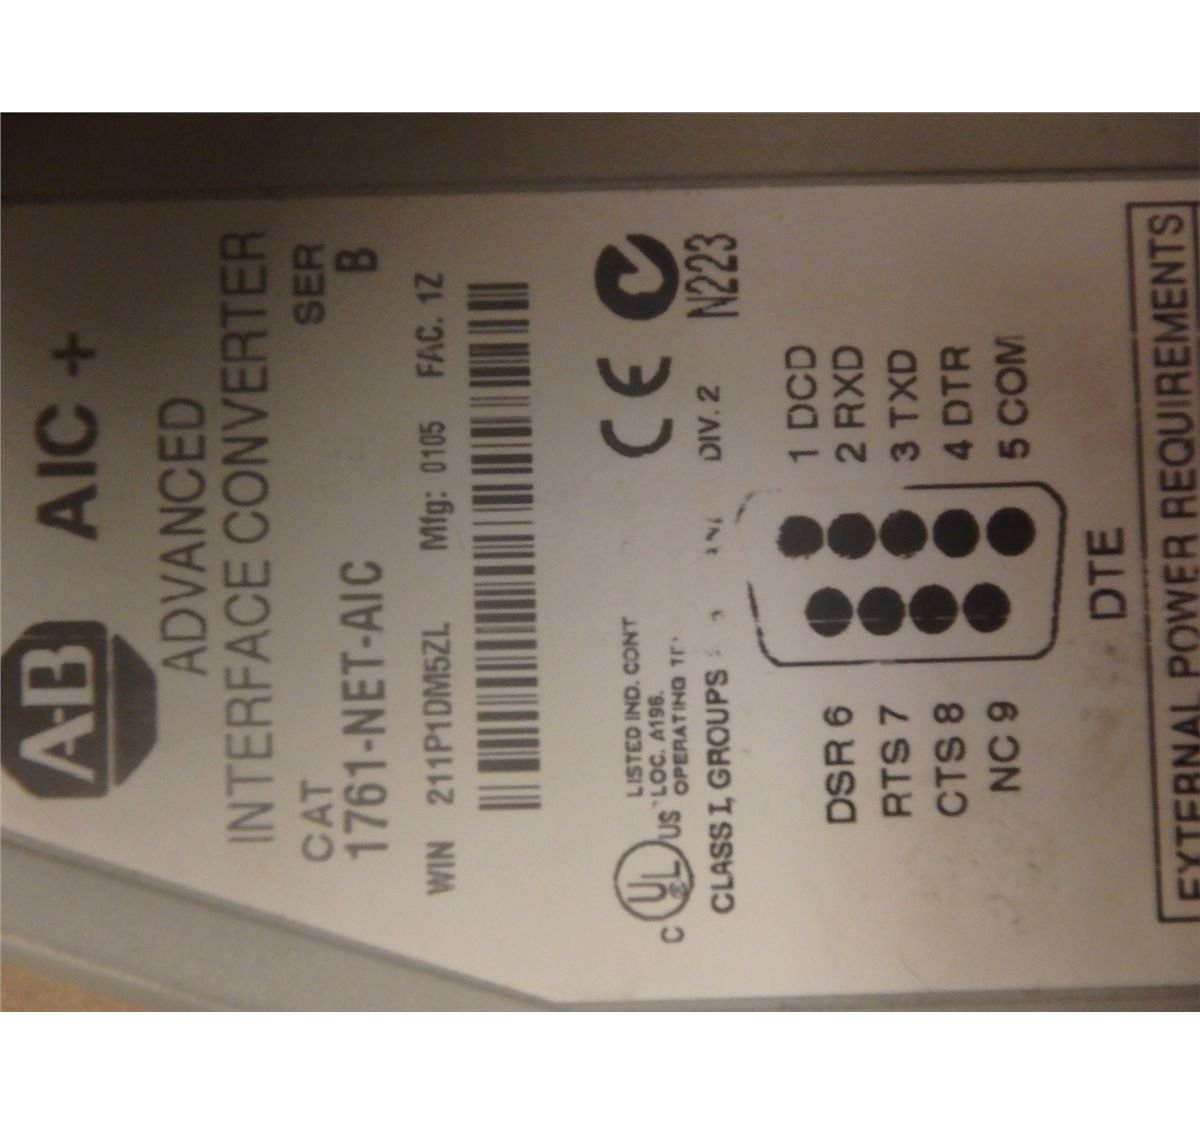 A-B AIC +
ADVANCED
INTERFACE CONVERTER
CAT SER
1761-NET-AIC B
WIN 211P1DM5ZL Mfg: 0105 FAC. 1Z
C UL US LISTED IND. CONT
LOC. A196.
OPERATING
CLASS I, GROUPS DIV. 2
CE N223
1 DCD
DSR 6 2 RXD
RTS 7 3 TXD
CTS 8 4 DTR
NC 9 5 COM
DTE
EXTERNAL POWER REQUIREMENTS